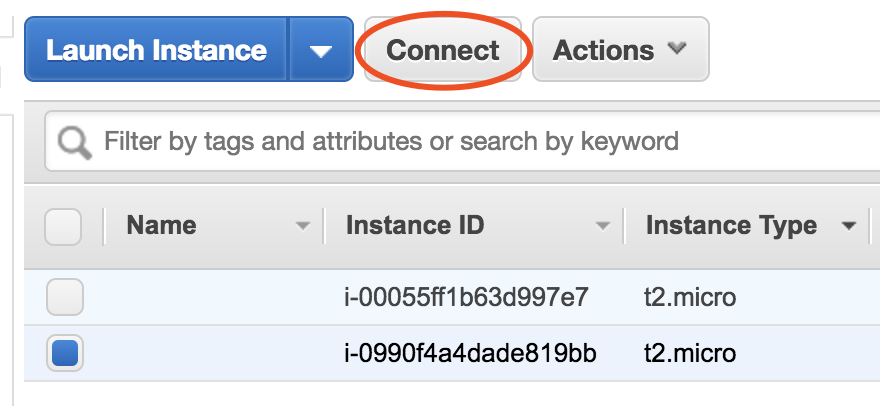 Launch Instance Connect Actions
Filter by tags and attributes or search by keyword
Name Instance ID Instance Type
i-00055ff1b63d997e7 t2.micro
i-0990f4a4dade819bb t2.micro